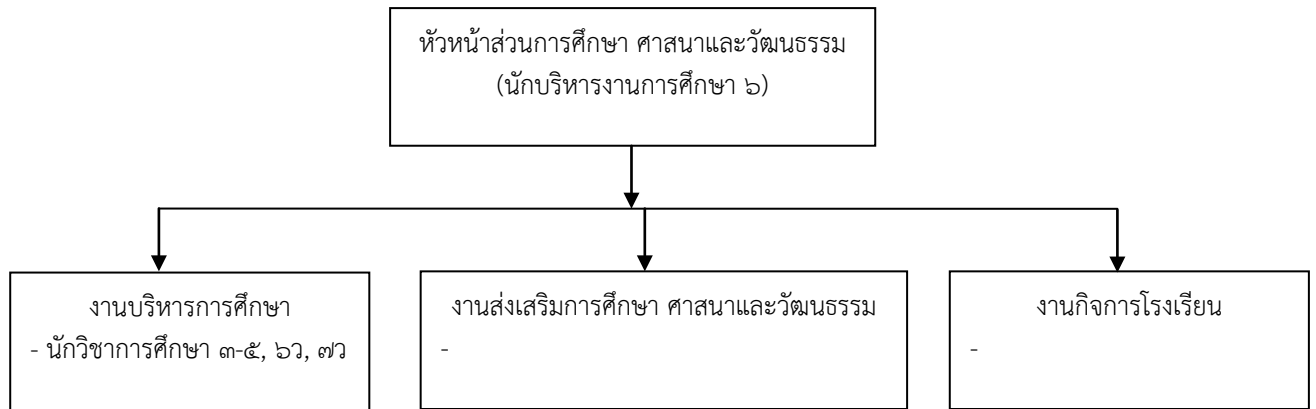 หัวหน้าส่วนการศึกษา ศาสนาและวัฒนธรรม
(นักบริหารงานการศึกษา ๖)
งานบริหารการศึกษา
- นักวิชาการศึกษา ๓-๕, ๖ว, ๗ว
งานส่งเสริมการศึกษา ศาสนาและวัฒนธรรม
-
งานกิจการโรงเรียน
-